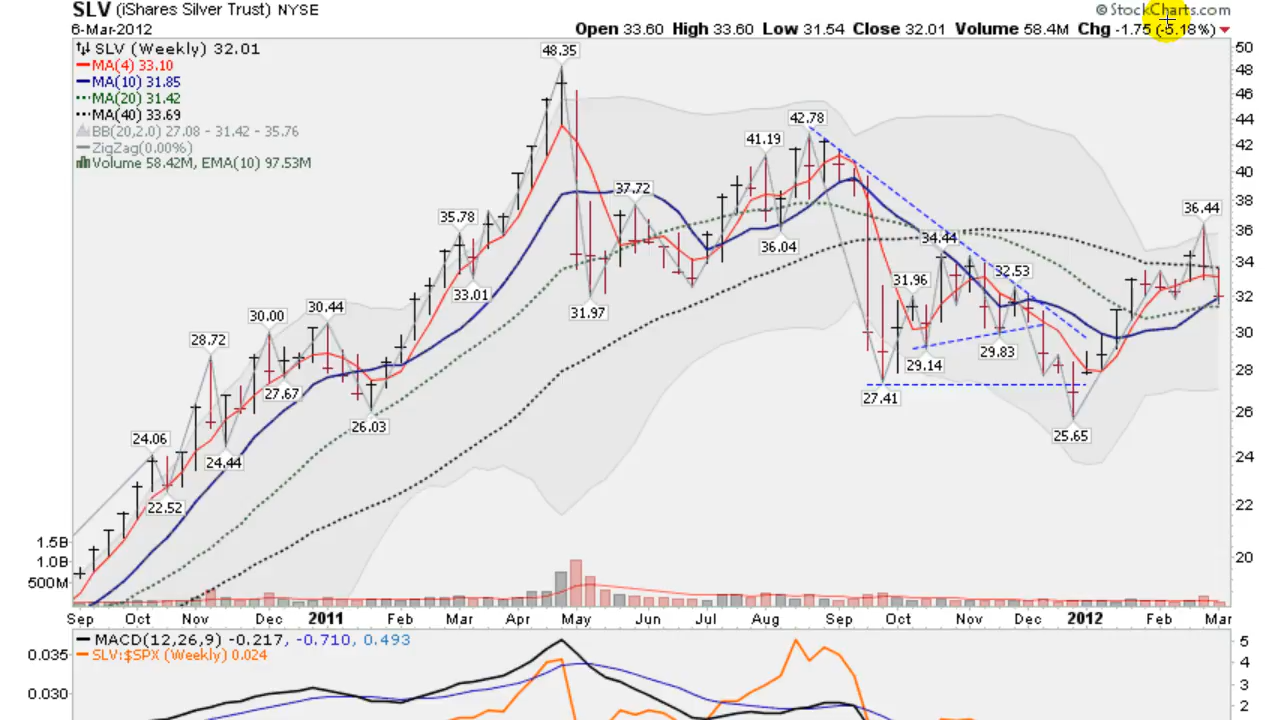 SLV (iShares Silver Trust) NYSE
© StockCharts.com
6-Mar-2012
Open 33.60 High 33.60 Low 31.54 Close 32.01 Volume 58.4M Chg -1.75 (-5.18%)
SLV (Weekly) 32.01
MA(4) 33.10
MA(10) 31.85
MA(20) 31.42
MA(40) 33.69
BB(20,2.0) 27.08 - 31.42 - 35.76
ZigZag(0.00%)
Volume 58.42M, EMA(10) 97.53M
48.35
42.78
41.19
37.72
36.44
35.78
36.04
34.44
33.01
32.53
31.96
31.97
30.44
30.00
28.72
29.83
29.14
27.67
27.41
26.03
25.65
24.06
24.44
22.52
50
48
46
44
42
40
38
36
34
32
30
28
26
24
22
20
1.5B
1.0B
500M
Sep Oct Nov Dec 2011 Feb Mar Apr May Jun Jul Aug Sep Oct Nov Dec 2012 Feb Mar
MACD(12,26,9) -0.217, -0.710, 0.493
SLV:$SPX (Weekly) 0.024
0.035
0.030
5
4
3
2